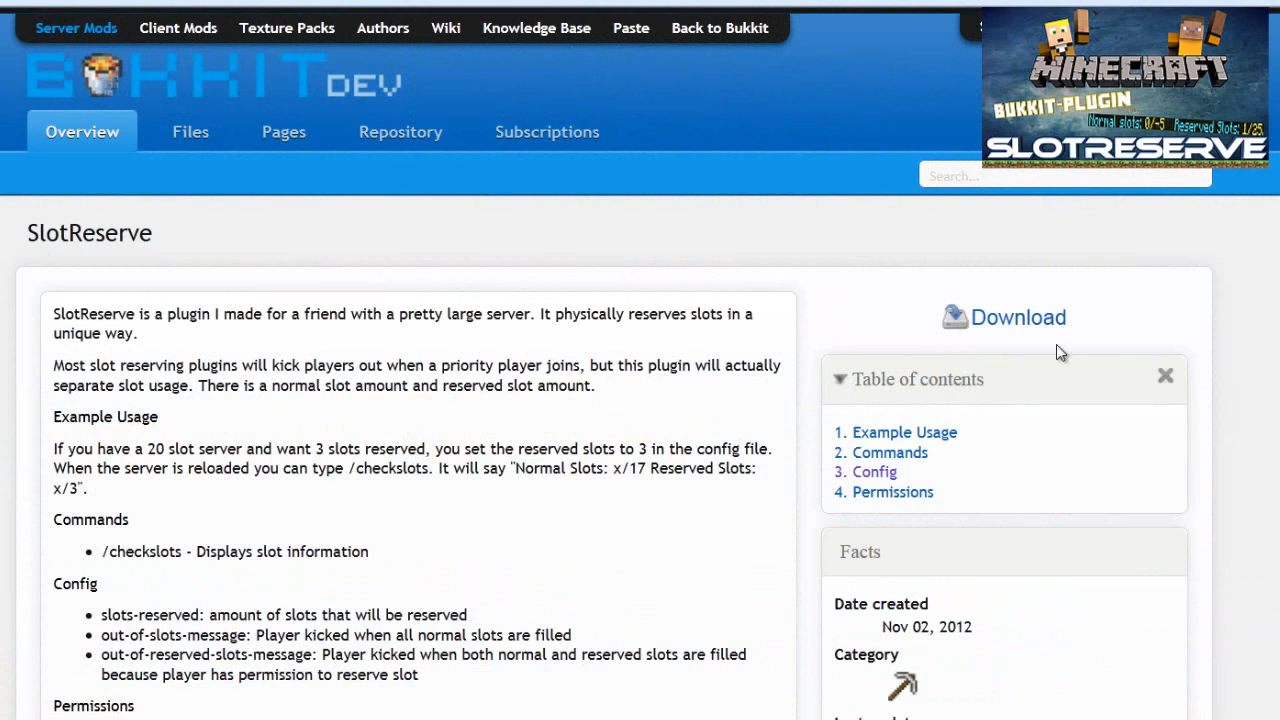 Server Mods Client Mods Texture Packs Authors Wiki Knowledge Base Paste Back to Bukkit
BUKKIT DEV
MINECRAFT
BUKKIT-PLUGIN
Normal slots: 0/-5 Reserved Slots: 1/25.
SLOTRESERVE
Overview Files Pages Repository Subscriptions
Search...
SlotReserve
SlotReserve is a plugin I made for a friend with a pretty large server. It physically reserves slots in a
unique way.
Most slot reserving plugins will kick players out when a priority player joins, but this plugin will actually
separate slot usage. There is a normal slot amount and reserved slot amount.
Example Usage
If you have a 20 slot server and want 3 slots reserved, you set the reserved slots to 3 in the config file.
When the server is reloaded you can type /checkslots. It will say "Normal Slots: x/17 Reserved Slots:
x/3".
Commands
• /checkslots - Displays slot information
Config
• slots-reserved: amount of slots that will be reserved
• out-of-slots-message: Player kicked when all normal slots are filled
• out-of-reserved-slots-message: Player kicked when both normal and reserved slots are filled
because player has permission to reserve slot
Permissions
Download
Table of contents
1. Example Usage
2. Commands
3. Config
4. Permissions
Facts
Date created
Nov 02, 2012
Category